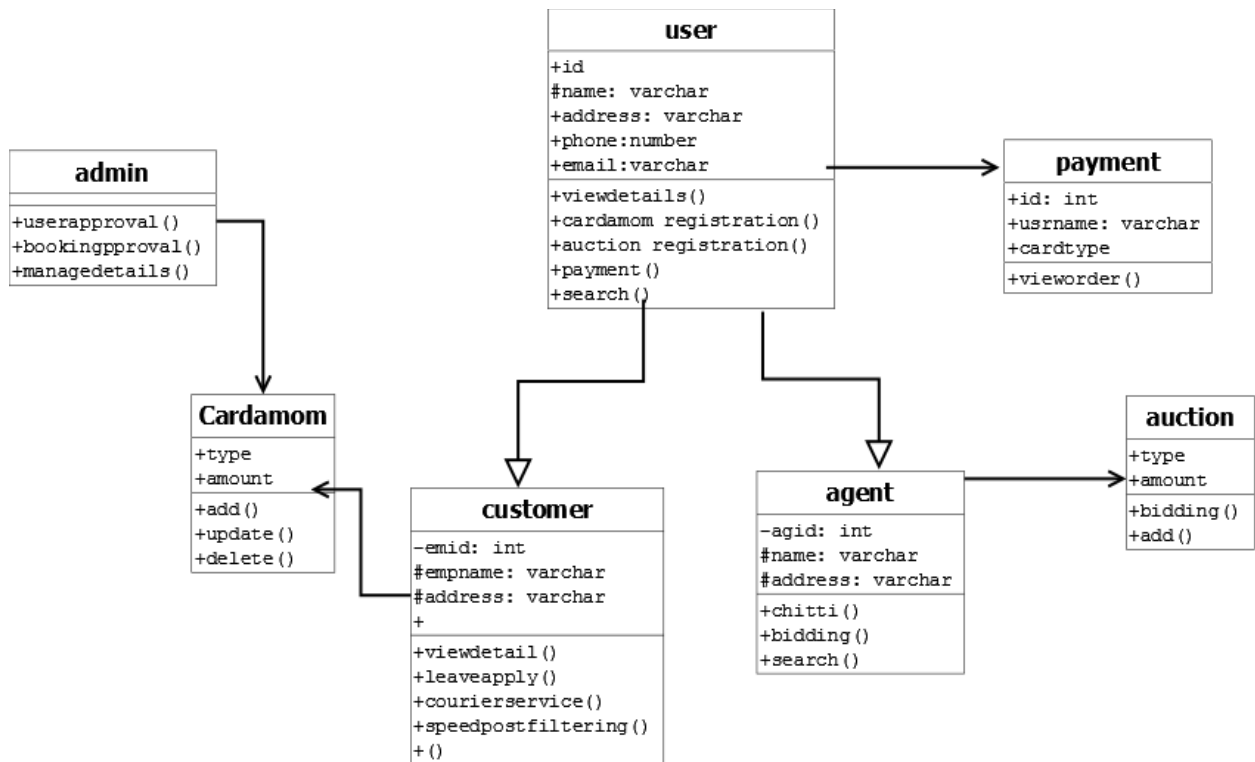 user
+id
#name: varchar
+address: varchar
+phone:number
+email:varchar
+viewdetails()
+cardamom registration()
+auction registration()
+payment()
+search()
admin
+userapproval()
+bookingpproval()
+managedetails()
payment
+id: int
+usrname: varchar
+cardtype
+vieworder()
Cardamom
+type
+amount
+add()
+update()
+delete()
customer
-emid: int
#empname: varchar
#address: varchar
+
+viewdetail()
+leaveapply()
+courierservice()
+speedpostfiltering()
+()
agent
-agid: int
#name: varchar
#address: varchar
+chitti()
+bidding()
+search()
auction
+type
+amount
+bidding()
+add()